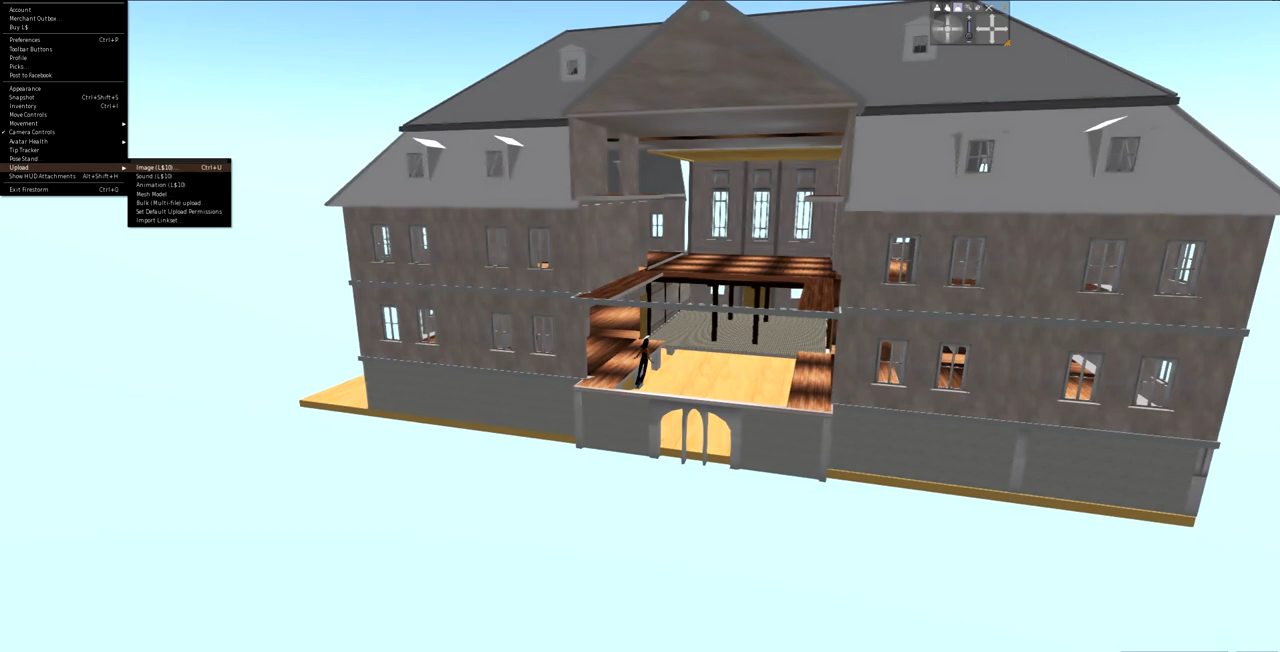 Account
Merchant Outbox...
Buy L$
Preferences Ctrl+P
Toolbar Buttons
Profile
Picks...
Post to Facebook
Appearance
Snapshot Ctrl+Shift+S
Inventory Ctrl+I
Move Controls
Movement
Camera Controls
Avatar Health
Tip Tracker
Pose Stand...
Upload
Show HUD Attachments Alt+Shift+H
Exit Firestorm Ctrl+Q
Image (L$10)... Ctrl+U
Sound (L$10)...
Animation (L$10)...
Mesh Model...
Bulk (Multi-file) upload
Set Default Upload Permissions
Import Linkset